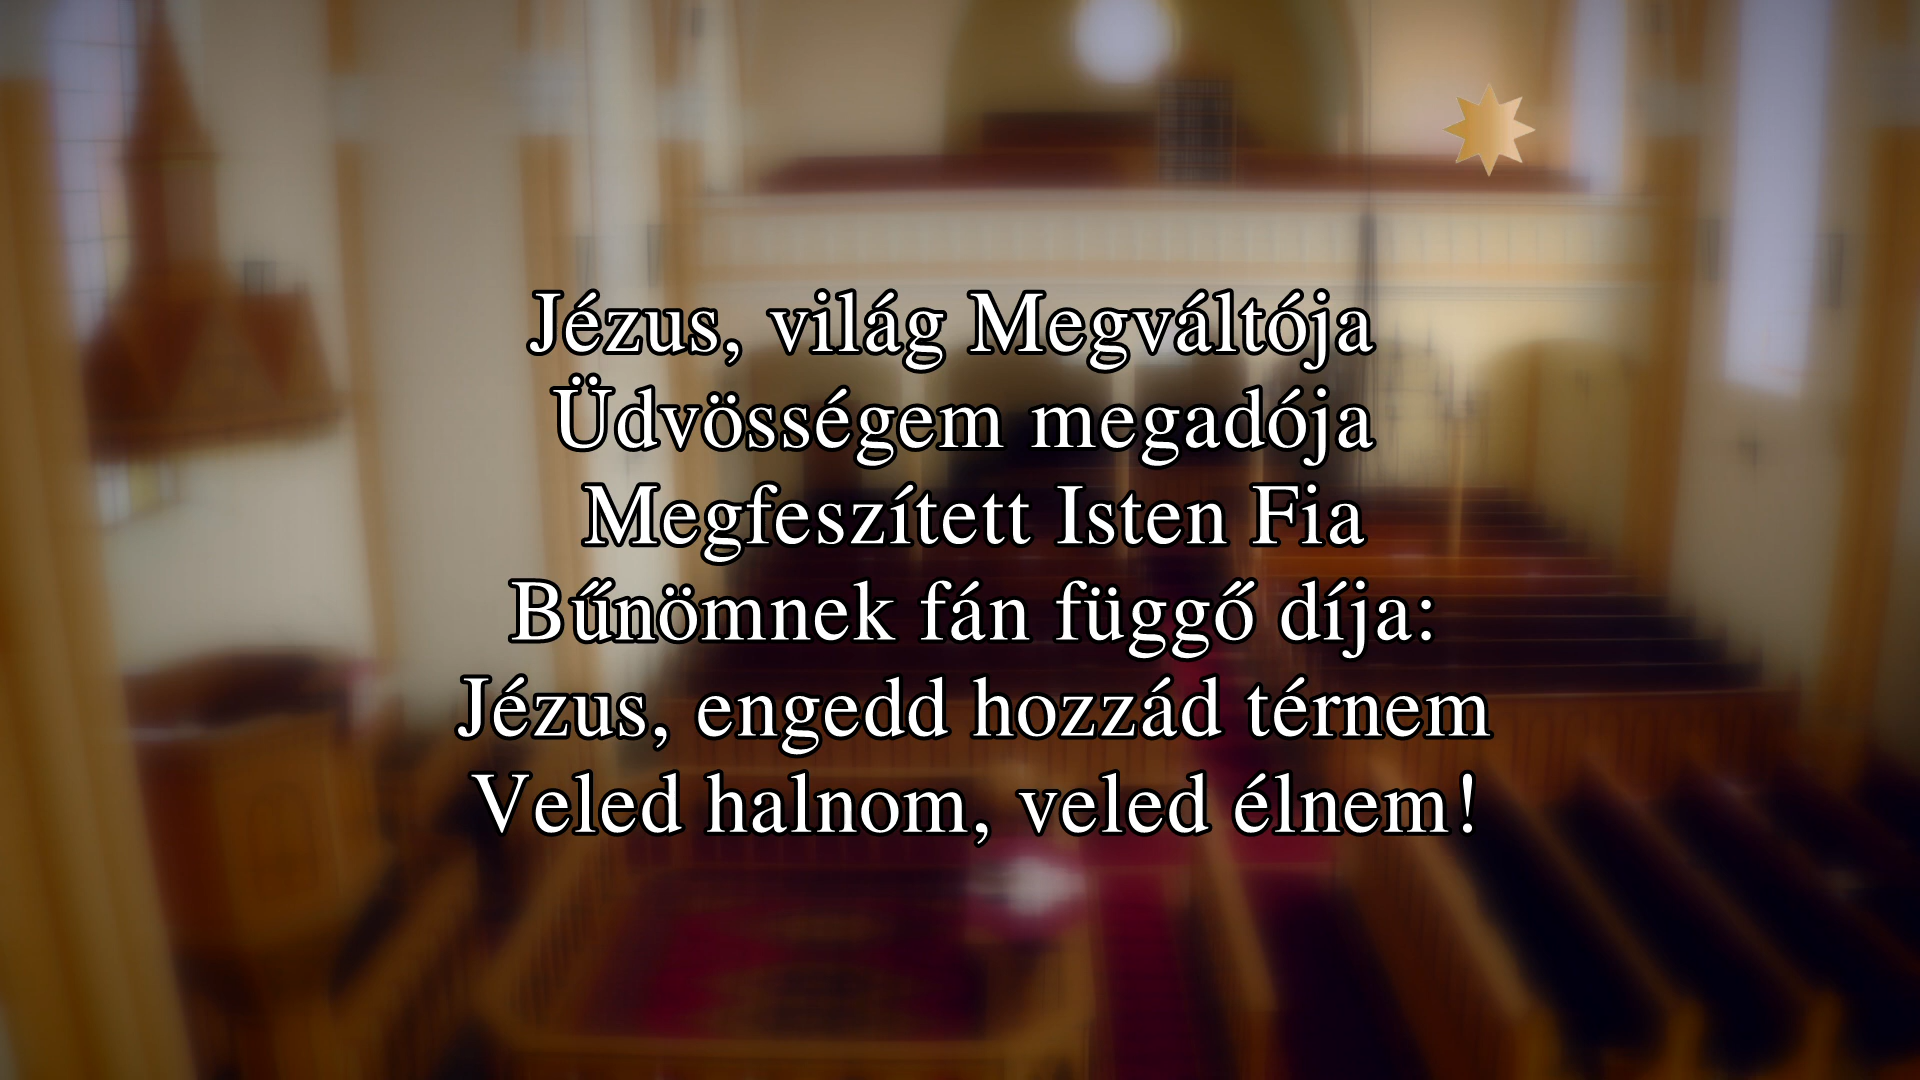 Jézus, világ Megváltója
Üdvösségem megadója
Megfeszített Isten Fia
Bűnömnek fán függő díja:
Jézus, engedd hozzád térnem
Veled halnom, veled élnem!